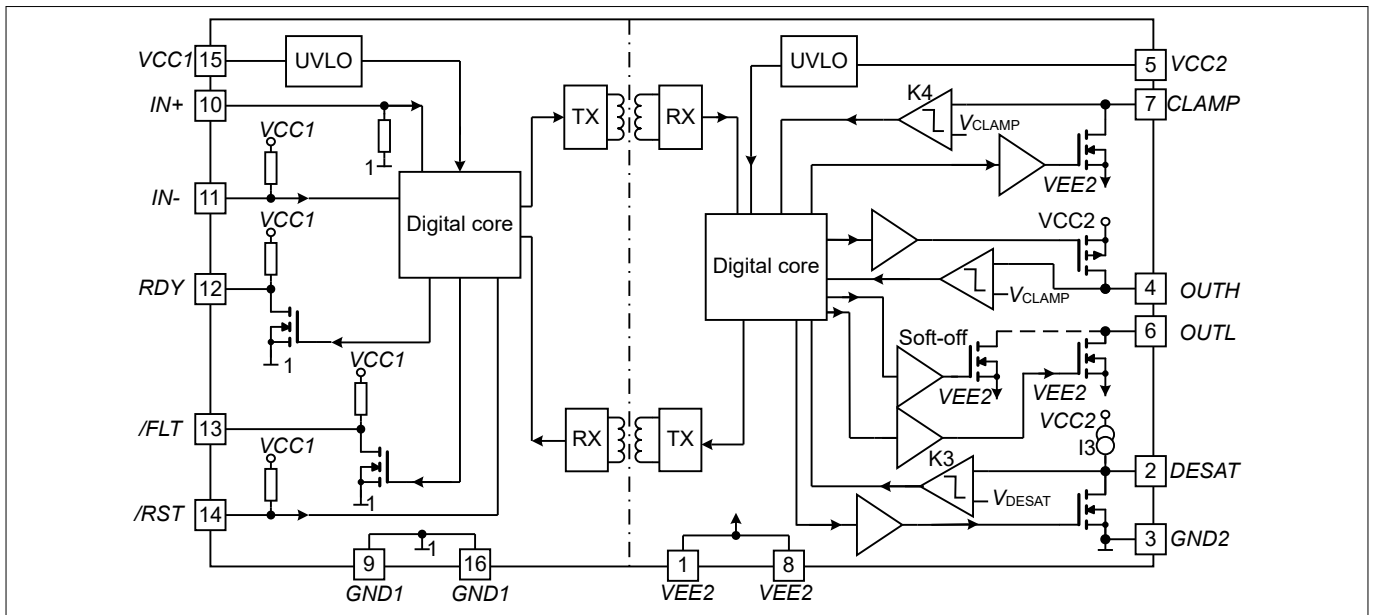 VCC1 15 UVLO UVLO 5 VCC2
IN+ 10 TX RX K4 7 CLAMP
VCC1 VCLAMP
1 VEE2
IN- 11 Digital core Digital core
VCC1 VCC2
RDY 12 VCLAMP 4 OUTH
1 Soft-off 6 OUTL
VCC1 VEE2 VEE2
VCC2
/FLT 13 RX TX I3
VCC1 K3 2 DESAT
1 VDESAT
/RST 14
1 3 GND2
9 16 1 8
GND1 GND1 VEE2 VEE2